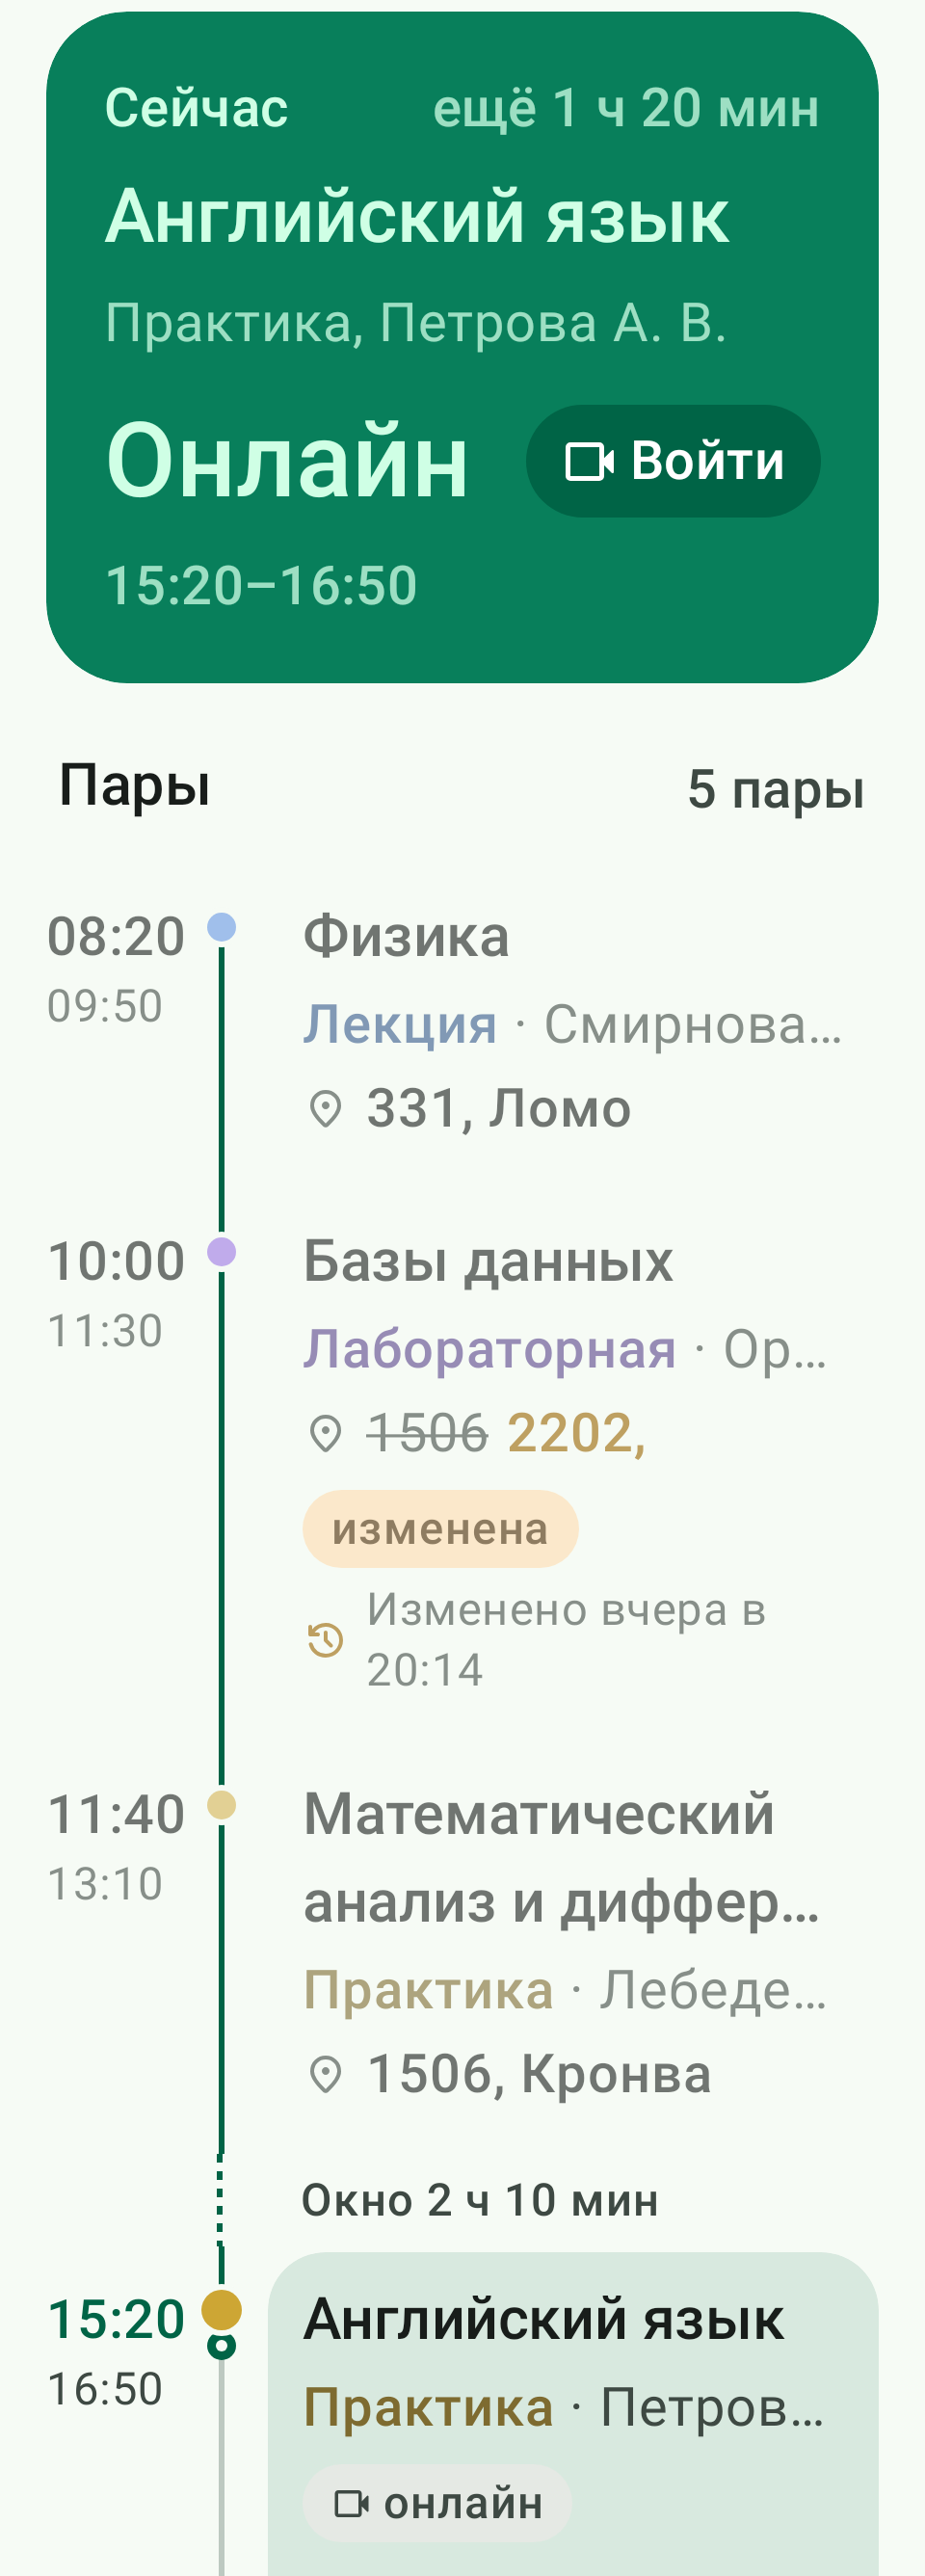 Сейчас ещё 1 ч 20 мин
Английский язык
Практика, Петрова А. В.
Онлайн Войти
15:20–16:50
Пары 5 пары
08:20 Физика
09:50 Лекция · Смирнова…
331, Ломо
10:00 Базы данных
11:30 Лабораторная · Ор…
1506 2202,
изменена
Изменено вчера в
20:14
11:40 Математический
13:10 анализ и диффер…
Практика · Лебеде…
1506, Кронва
Окно 2 ч 10 мин
15:20 Английский язык
16:50 Практика · Петров…
онлайн